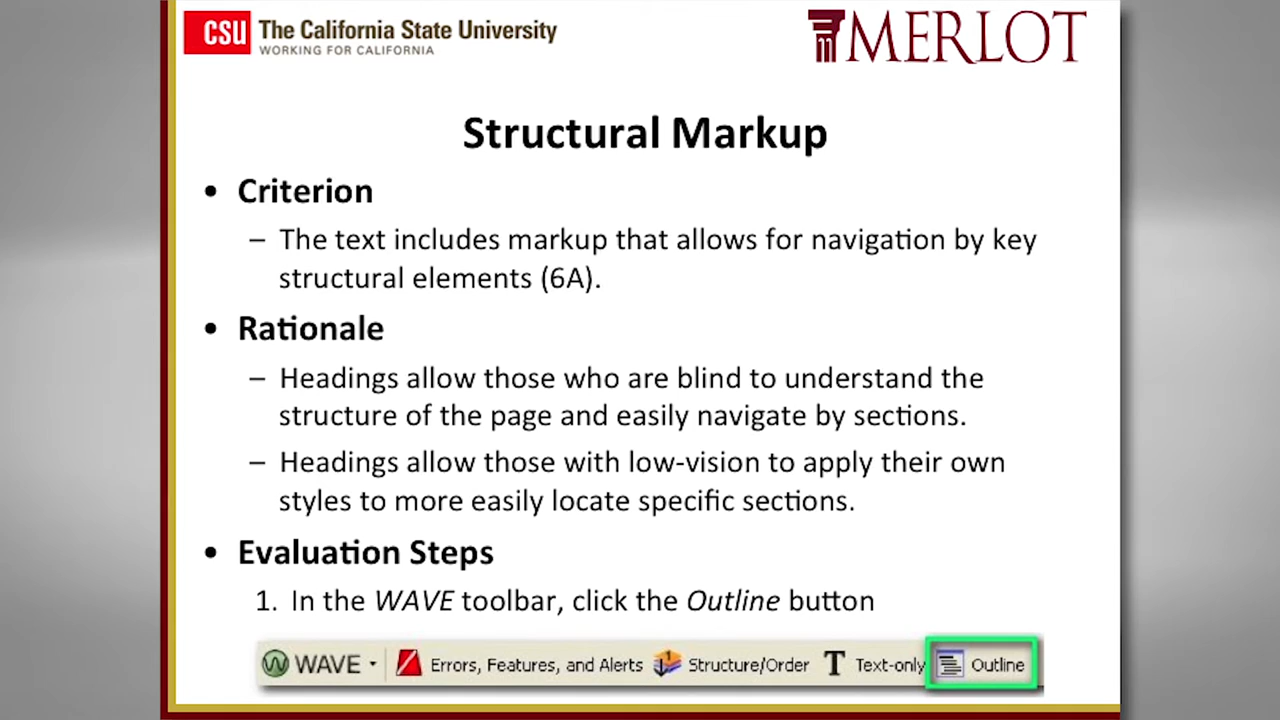 CSU The California State University
WORKING FOR CALIFORNIA
MERLOT
Structural Markup
• Criterion
– The text includes markup that allows for navigation by key
structural elements (6A).
• Rationale
– Headings allow those who are blind to understand the
structure of the page and easily navigate by sections.
– Headings allow those with low-vision to apply their own
styles to more easily locate specific sections.
• Evaluation Steps
1. In the WAVE toolbar, click the Outline button
WAVE Errors, Features, and Alerts Structure/Order T Text-only Outline